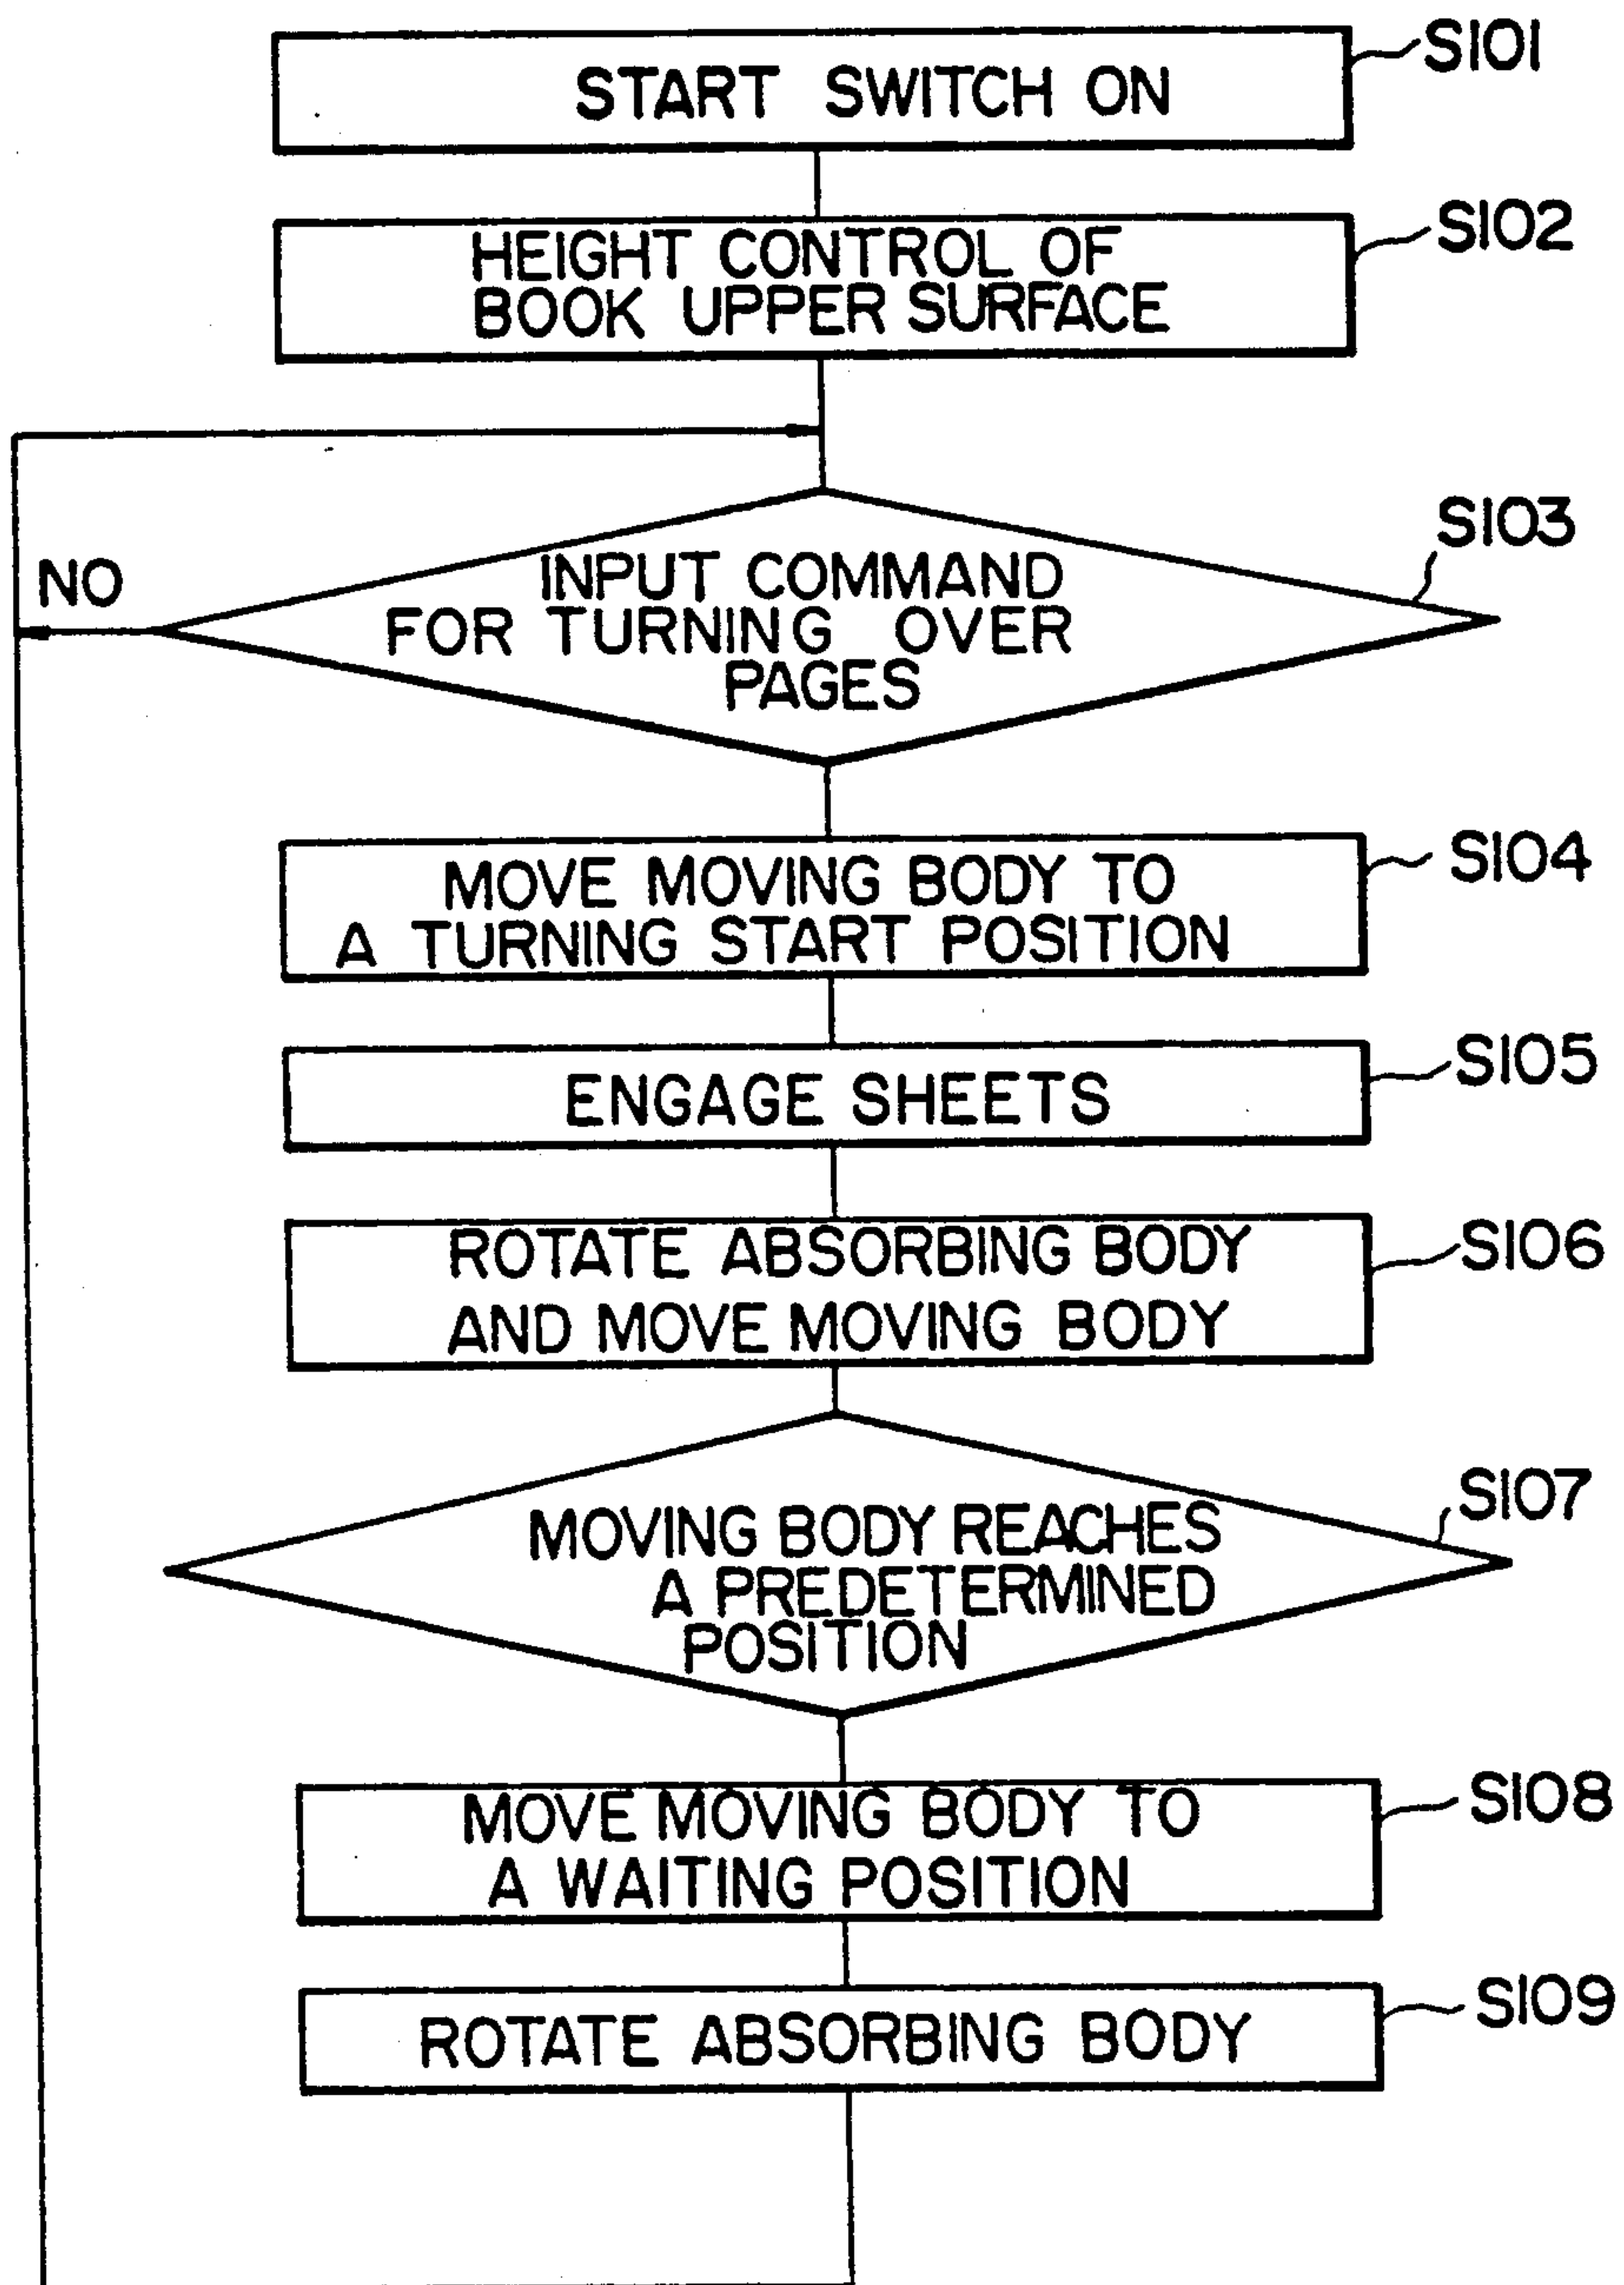 START SWITCH ON
S101
HEIGHT CONTROL OF
BOOK UPPER SURFACE
S102
INPUT COMMAND
FOR TURNING OVER
PAGES
S103
NO
MOVE MOVING BODY TO
A TURNING START POSITION
S104
ENGAGE SHEETS
S105
ROTATE ABSORBING BODY
AND MOVE MOVING BODY
S106
MOVING BODY REACHES
A PREDETERMINED
POSITION
S107
MOVE MOVING BODY TO
A WAITING POSITION
S108
ROTATE ABSORBING BODY
S109